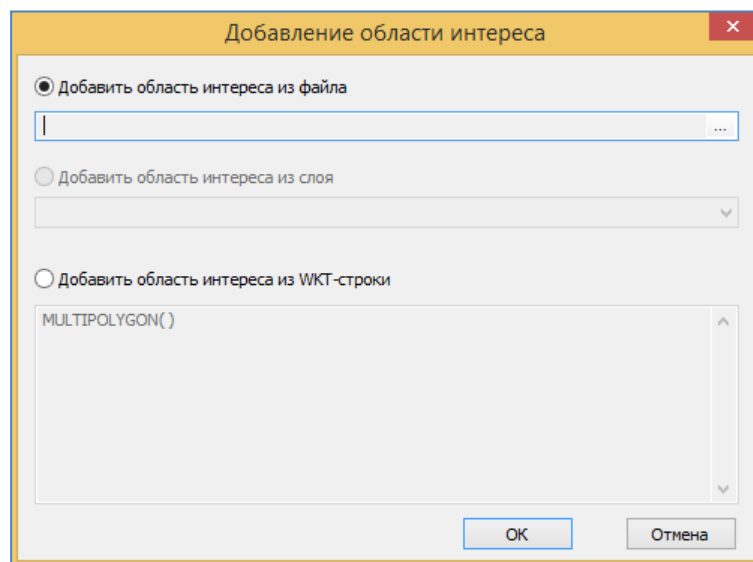 Добавление области интереса
Добавить область интереса из файла
...
Добавить область интереса из слоя
Добавить область интереса из WKT-строки
MULTIPOLYGON()
OK
Отмена